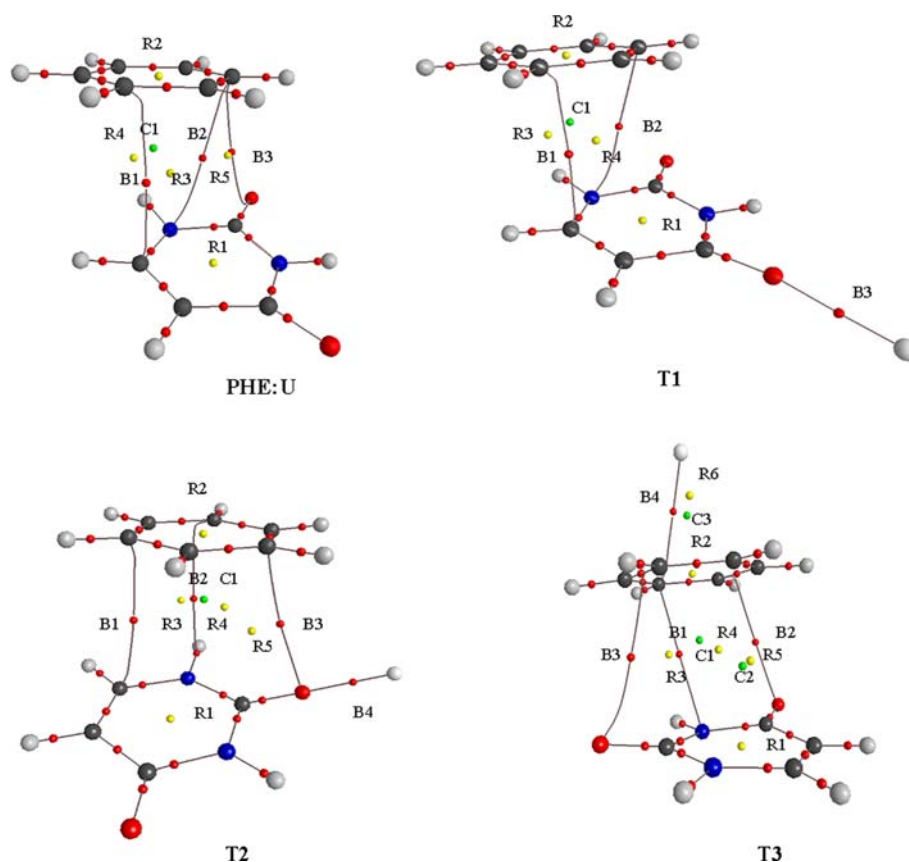 R2
R4 C1 B2
B1 R3 R5 B3
R1
PHE:U
R2
C1
R3 B2
B1 R4
R1
B3
T1
R2
B2 C1
B1 R3 R4 B3
R5
R1 B4
T2
R6
B4
C3
R2
B1 R4 B2
B3 C1 R5
R3 C2
R1
T3